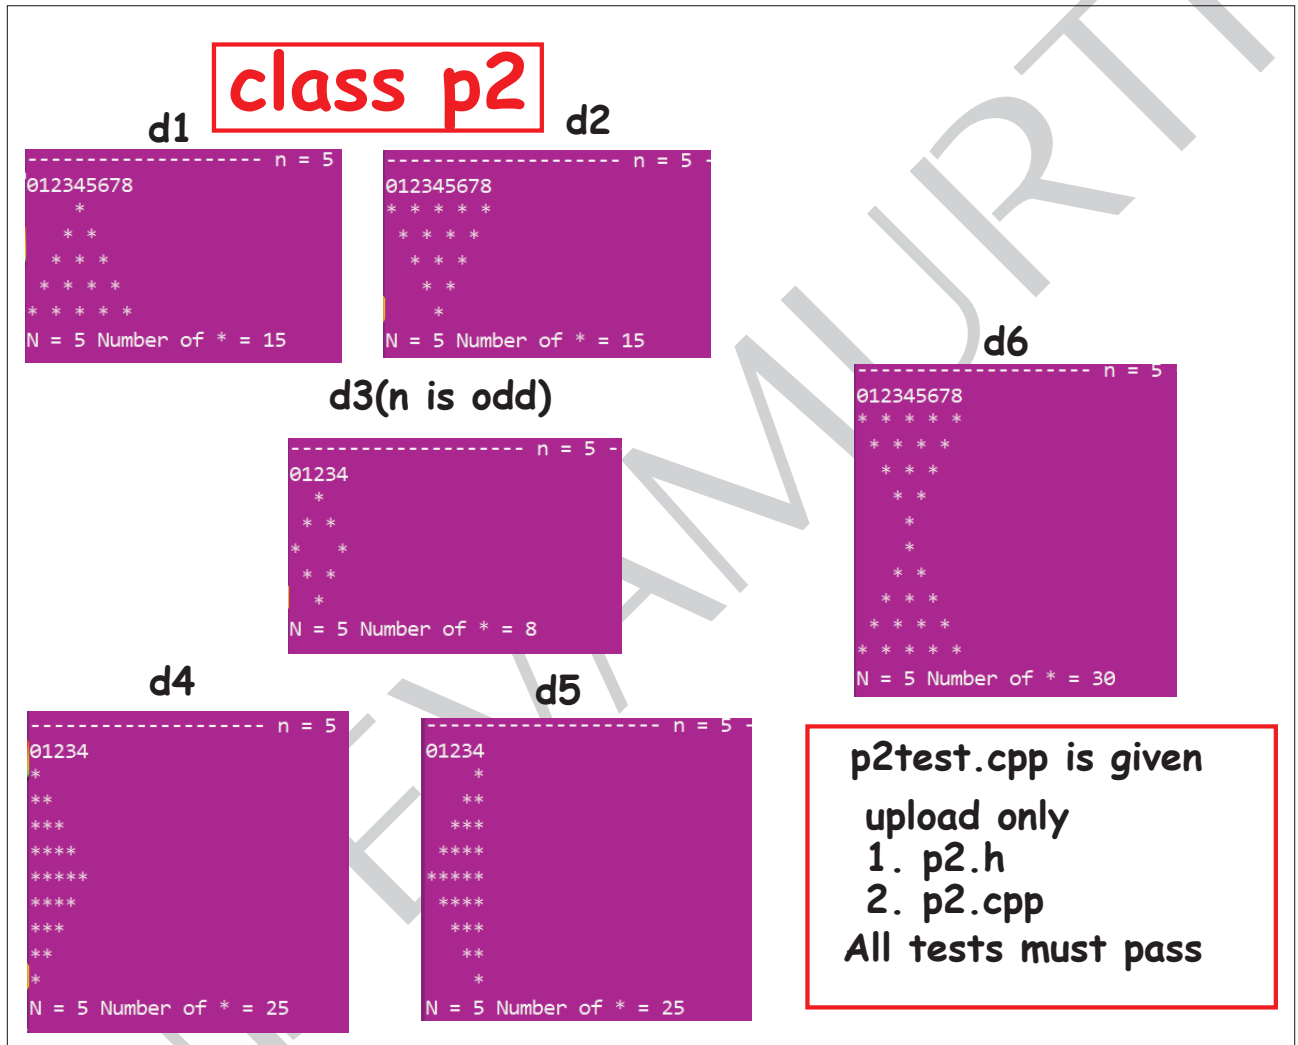 class p2
d1
-------------------- n = 5
012345678
    *
   * *
  * * *
 * * * *
* * * * *
N = 5 Number of * = 15
d2
-------------------- n = 5 -
012345678
* * * * *
 * * * *
  * * *
   * *
    *
N = 5 Number of * = 15
d3(n is odd)
-------------------- n = 5 -
01234
  *
 * *
*   *
 * *
  *
N = 5 Number of * = 8
d6
-------------------- n = 5
012345678
* * * * *
 * * * *
  * * *
   * *
    *
    *
   * *
  * * *
 * * * *
* * * * *
N = 5 Number of * = 30
d4
-------------------- n = 5
01234
*
**
***
****
*****
****
***
**
*
N = 5 Number of * = 25
d5
-------------------- n = 5 -
01234
    *
   **
  ***
 ****
*****
 ****
  ***
   **
    *
N = 5 Number of * = 25
p2test.cpp is given
upload only
1. p2.h
2. p2.cpp
All tests must pass
EVAMURT